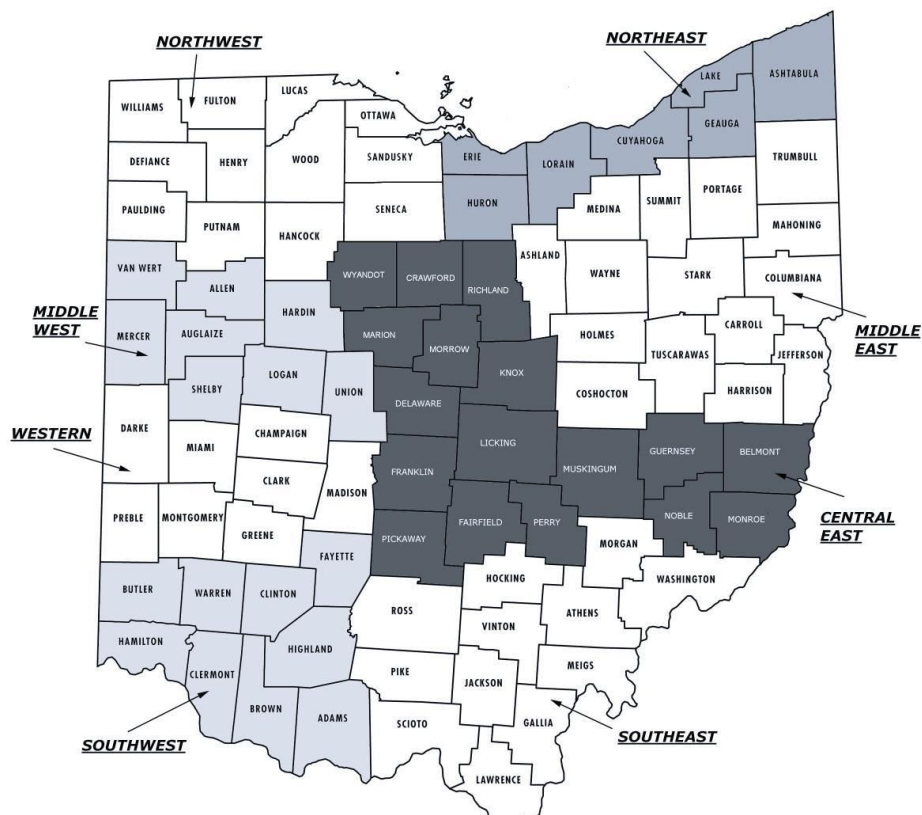 NORTHWEST
NORTHEAST
LAKE
ASHTABULA
LUCAS
FULTON
WILLIAMS
OTTAWA
GEAUGA
CUYAHOGA
ERIE
LORAIN
TRUMBULL
DEFIANCE
HENRY
WOOD
SANDUSKY
PORTAGE
SUMMIT
MEDINA
HURON
SENECA
PAULDING
PUTNAM
HANCOCK
MAHONING
ASHLAND
VAN WERT
WYANDOT
CRAWFORD
RICHLAND
WAYNE
STARK
COLUMBIANA
ALLEN
MIDDLE
WEST
HARDIN
MERCER
AUGLAIZE
MARION
MORROW
HOLMES
CARROLL
MIDDLE
EAST
TUSCARAWAS
JEFFERSON
LOGAN
KNOX
SHELBY
UNION
DELAWARE
COSHOCTON
HARRISON
WESTERN
DARKE
CHAMPAIGN
MIAMI
LICKING
GUERNSEY
BELMONT
FRANKLIN
MUSKINGUM
CLARK
MADISON
PREBLE
MONTGOMERY
GREENE
FAIRFIELD
PERRY
NOBLE
MONROE
CENTRAL
EAST
PICKAWAY
MORGAN
FAYETTE
HOCKING
WASHINGTON
BUTLER
WARREN
CLINTON
ROSS
ATHENS
VINTON
HAMILTON
HIGHLAND
CLERMONT
PIKE
MEIGS
JACKSON
BROWN
ADAMS
SCIOTO
GALLIA
SOUTHWEST
SOUTHEAST
LAWRENCE